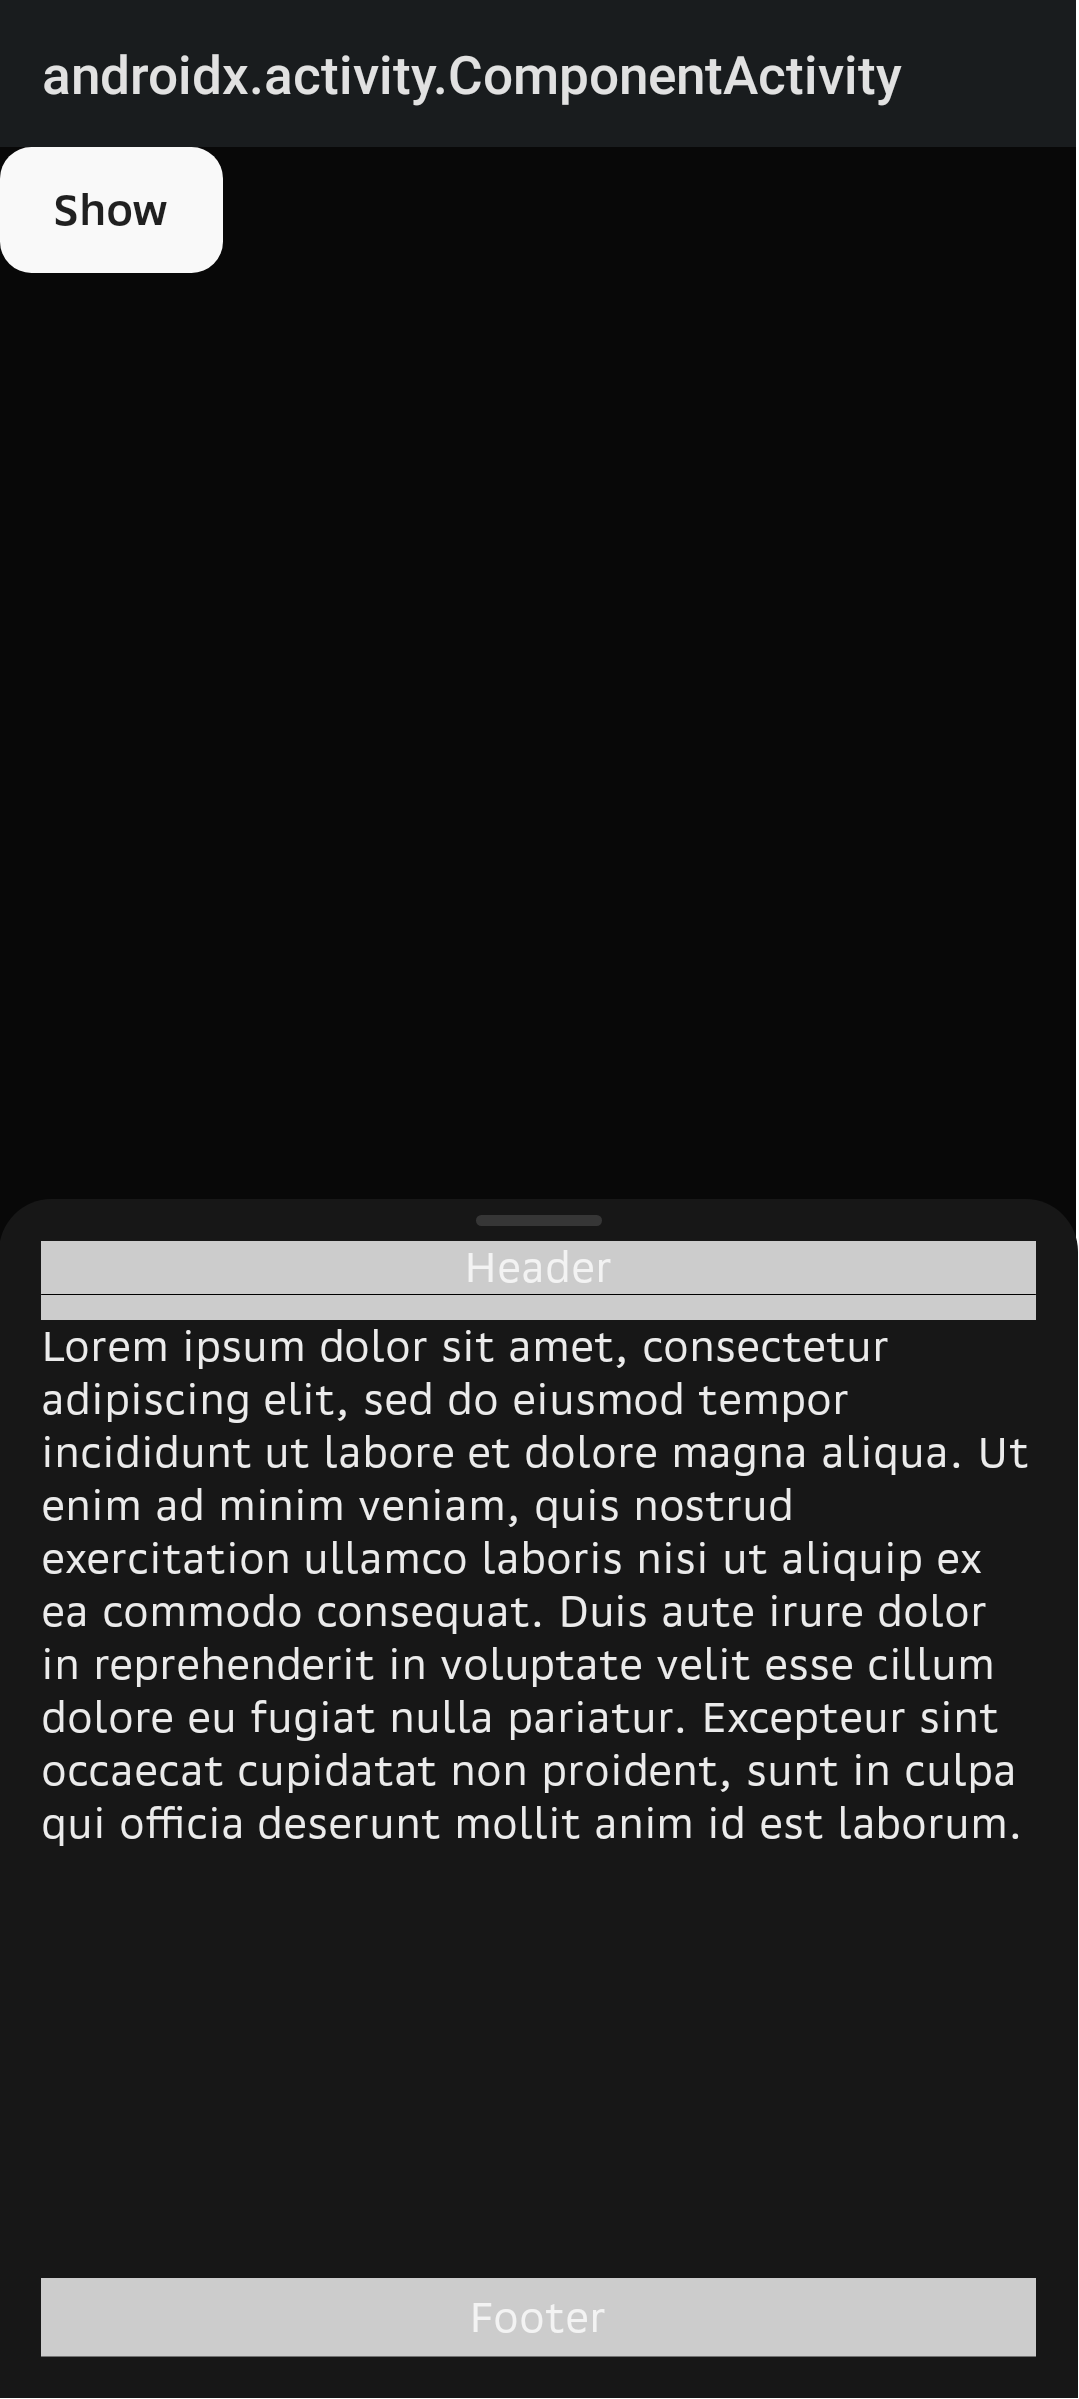 androidx.activity.ComponentActivity
Show
Header
Lorem ipsum dolor sit amet, consectetur
adipiscing elit, sed do eiusmod tempor
incididunt ut labore et dolore magna aliqua. Ut
enim ad minim veniam, quis nostrud
exercitation ullamco laboris nisi ut aliquip ex
ea commodo consequat. Duis aute irure dolor
in reprehenderit in voluptate velit esse cillum
dolore eu fugiat nulla pariatur. Excepteur sint
occaecat cupidatat non proident, sunt in culpa
qui officia deserunt mollit anim id est laborum.
Footer